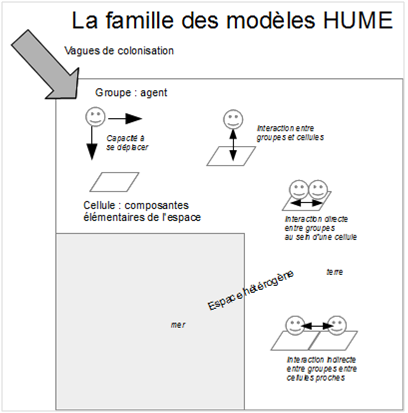 La famille des modèles HUME
Vagues de colonisation
Groupe : agent
Capacité à
se déplacer
Interaction entre
groupes et cellules
Cellule : composantes
élémentaires de l'espace
Interaction directe
entre groupes
au sein d'une cellule
Espace hétérogène
terre
mer
Interaction indirecte
entre groupes entre
cellules proches